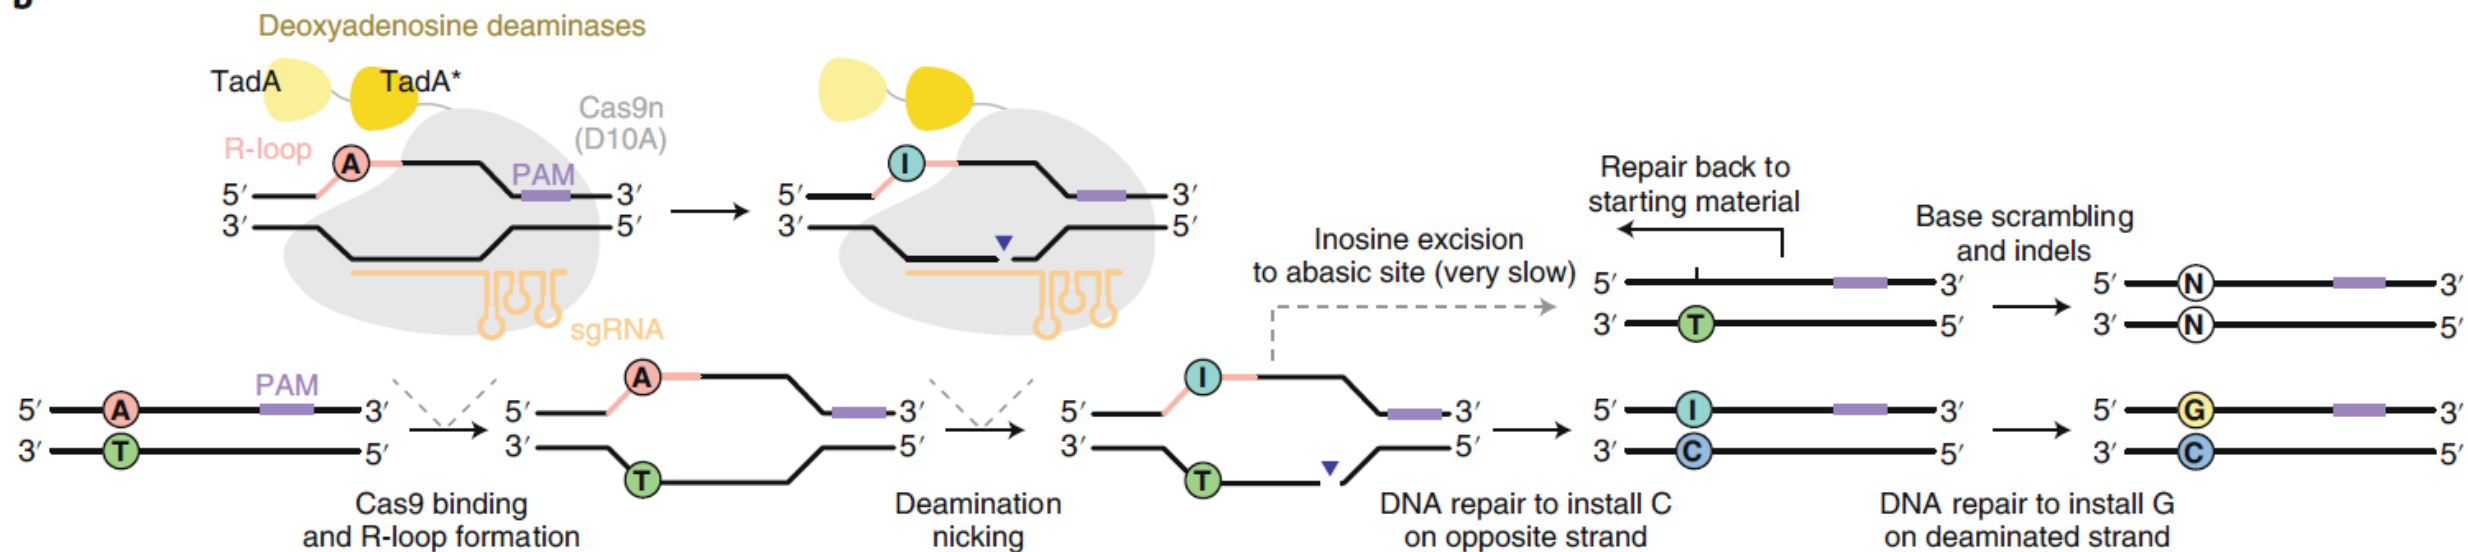 b
Deoxyadenosine deaminases
TadA
TadA*
Cas9n
(D10A)
R-loop
A
PAM
5′
3′
3′
5′
sgRNA
I
5′
3′
3′
5′
Inosine excision
to abasic site (very slow)
Repair back to
starting material
5′
3′
T
3′
5′
Base scrambling
and indels
5′
N
3′
3′
N
5′
PAM
5′
A
3′
3′
T
5′
Cas9 binding
and R-loop formation
A
5′
3′
3′
5′
T
Deamination
nicking
I
5′
3′
3′
5′
T
DNA repair to install C
on opposite strand
5′
I
3′
3′
C
5′
DNA repair to install G
on deaminated strand
5′
G
3′
3′
C
5′